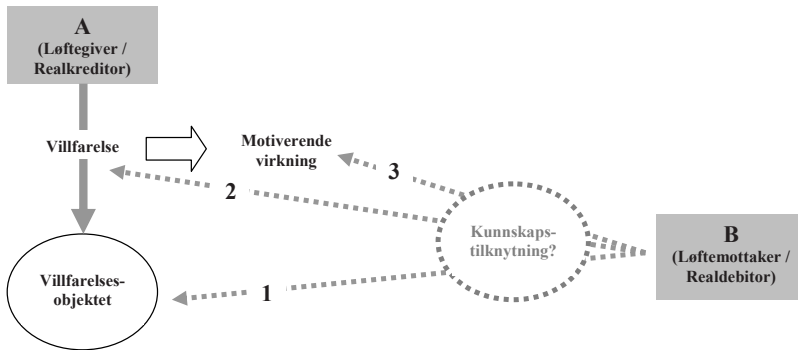 A
(Løftegiver /
Realkreditor)
Villfarelse
Motiverende
virkning
3
2
Kunnskaps-
tilknytning?
B
(Løftemottaker /
Realdebitor)
Villfarelses-
objektet
1